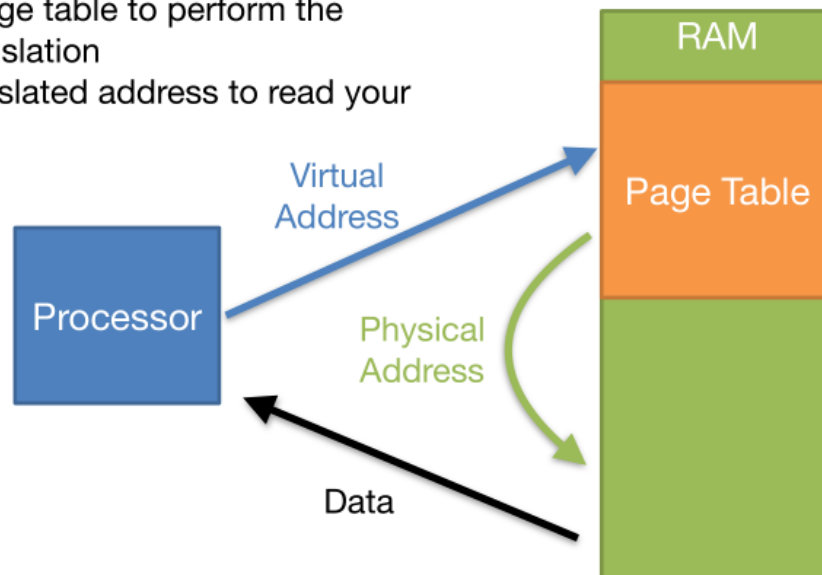 ge table to perform the
slation
slated address to read your
RAM
Virtual
Address
Page Table
Processor
Physical
Address
Data